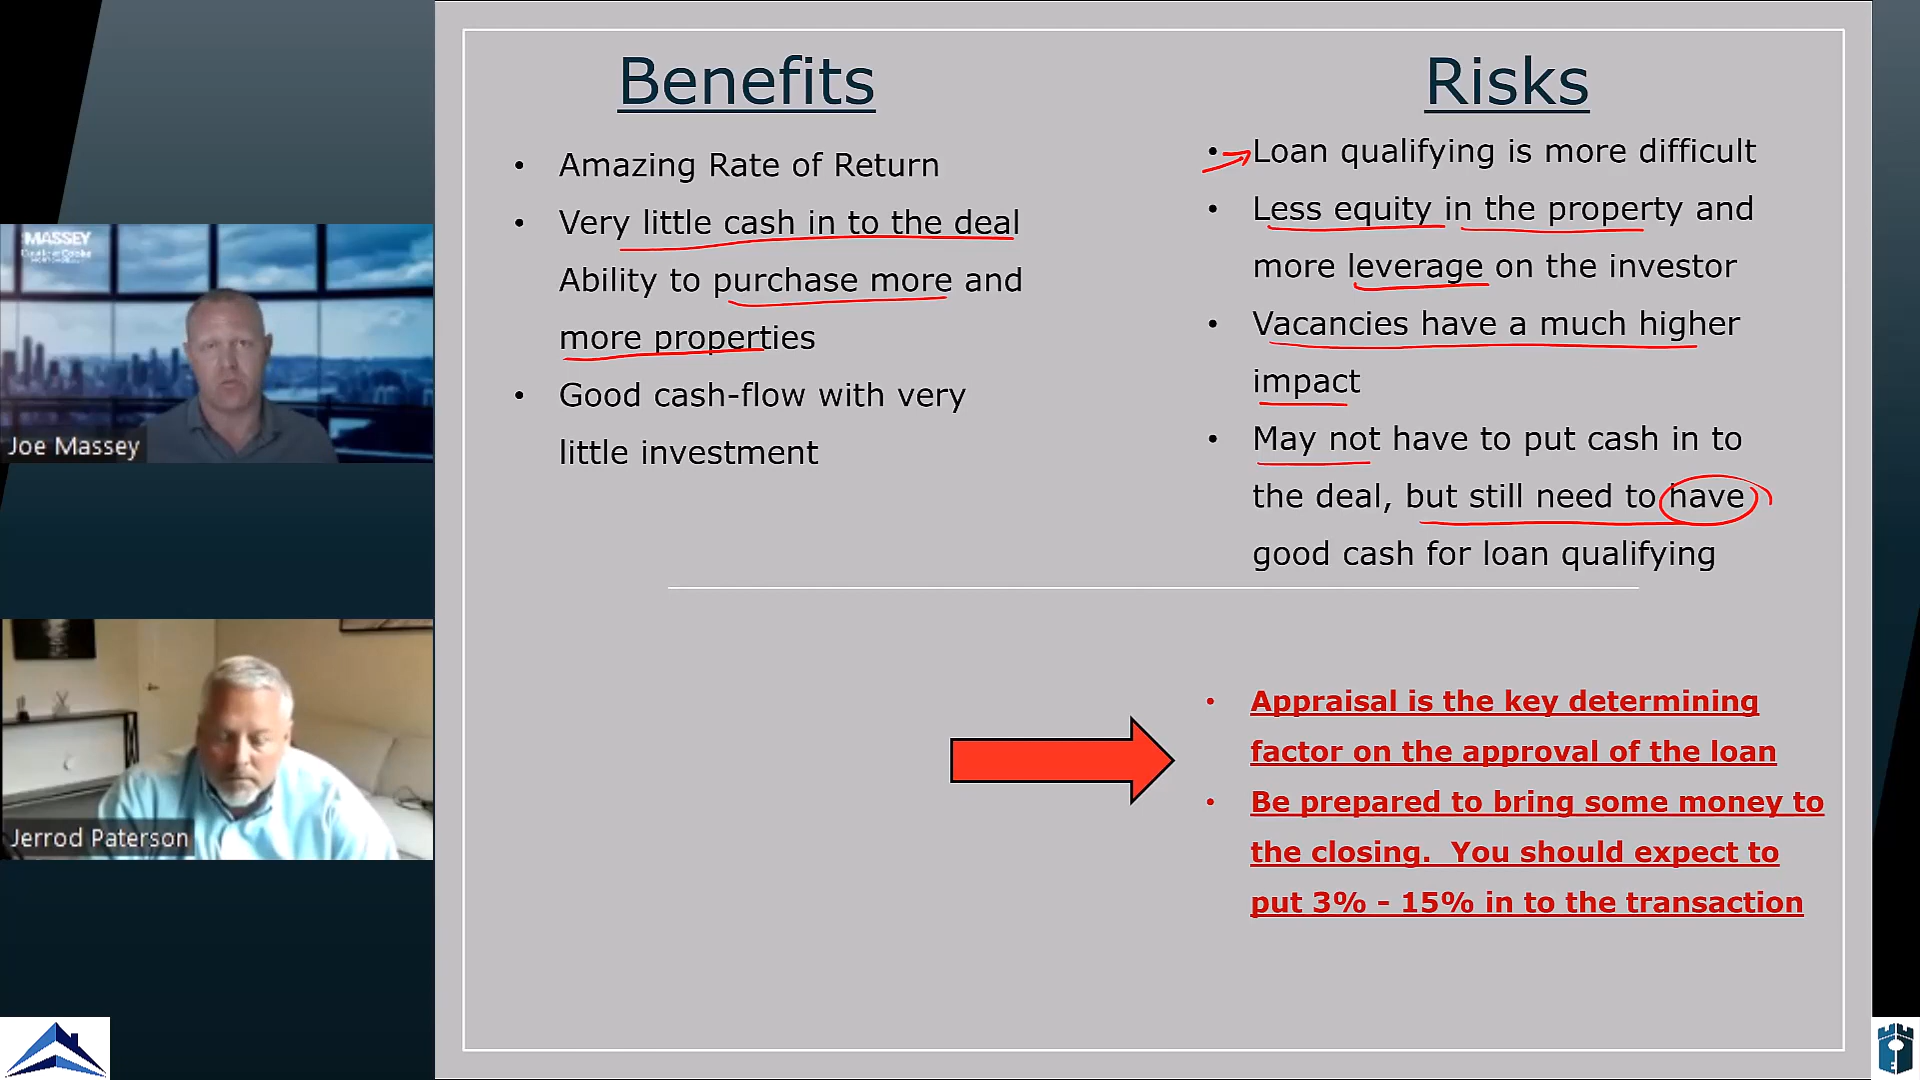 Benefits
• Amazing Rate of Return
• Very little cash in to the deal
Ability to purchase more and
more properties
• Good cash-flow with very
little investment
Risks
• Loan qualifying is more difficult
• Less equity in the property and
more leverage on the investor
• Vacancies have a much higher
impact
• May not have to put cash in to
the deal, but still need to have
good cash for loan qualifying
• Appraisal is the key determining
factor on the approval of the loan
• Be prepared to bring some money to
the closing.  You should expect to
put 3% - 15% in to the transaction
MASSEY
Joe Massey
Jerrod Paterson